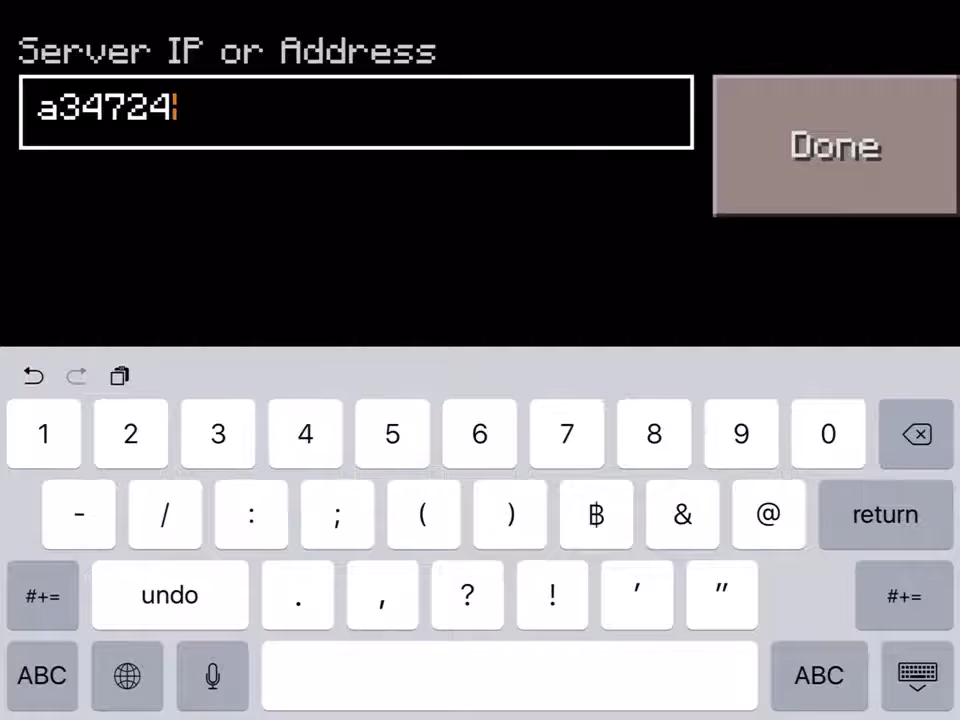 Server IP or Address
a34724
Done
1 2 3 4 5 6 7 8 9 0
- / : ; ( ) ฿ & @ return
#+= undo . , ? ! ′ ″ #+=
ABC ABC